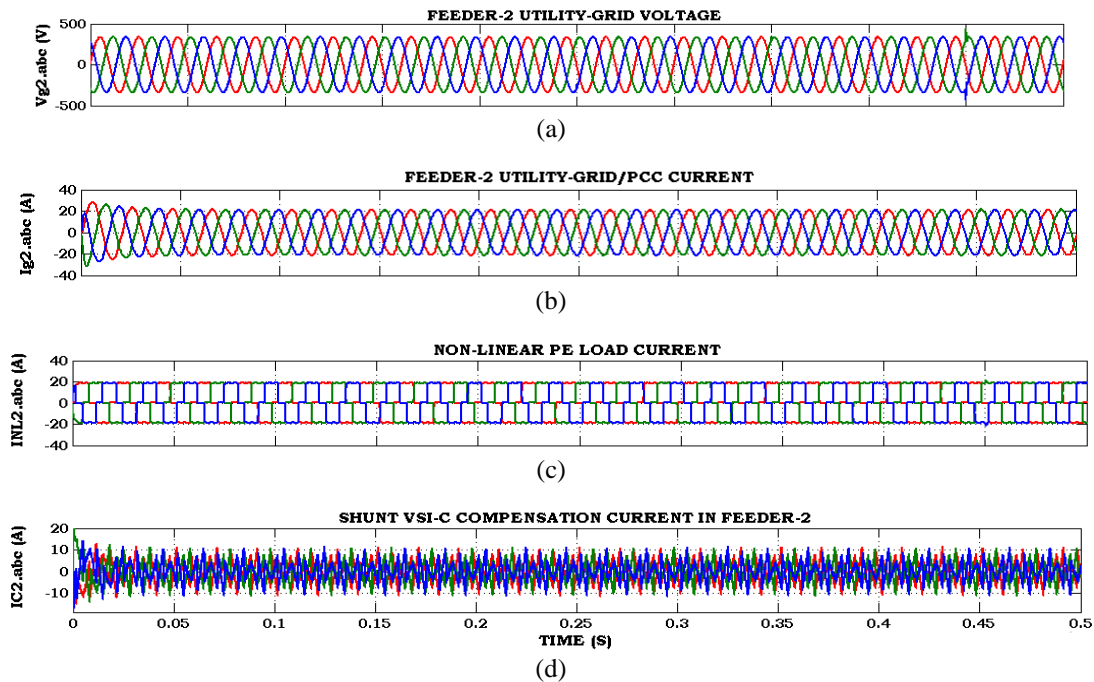 FEEDER-2 UTILITY-GRID VOLTAGE
Vg2.abc (V)
500
0
-500
(a)
FEEDER-2 UTILITY-GRID/PCC CURRENT
Ig2.abc (A)
40
20
0
-20
-40
(b)
NON-LINEAR PE LOAD CURRENT
INL2.abc (A)
40
20
0
-20
-40
(c)
SHUNT VSI-C COMPENSATION CURRENT IN FEEDER-2
IC2.abc (A)
20
10
0
-10
0 0.05 0.1 0.15 0.2 0.25 0.3 0.35 0.4 0.45 0.5
TIME (S)
(d)